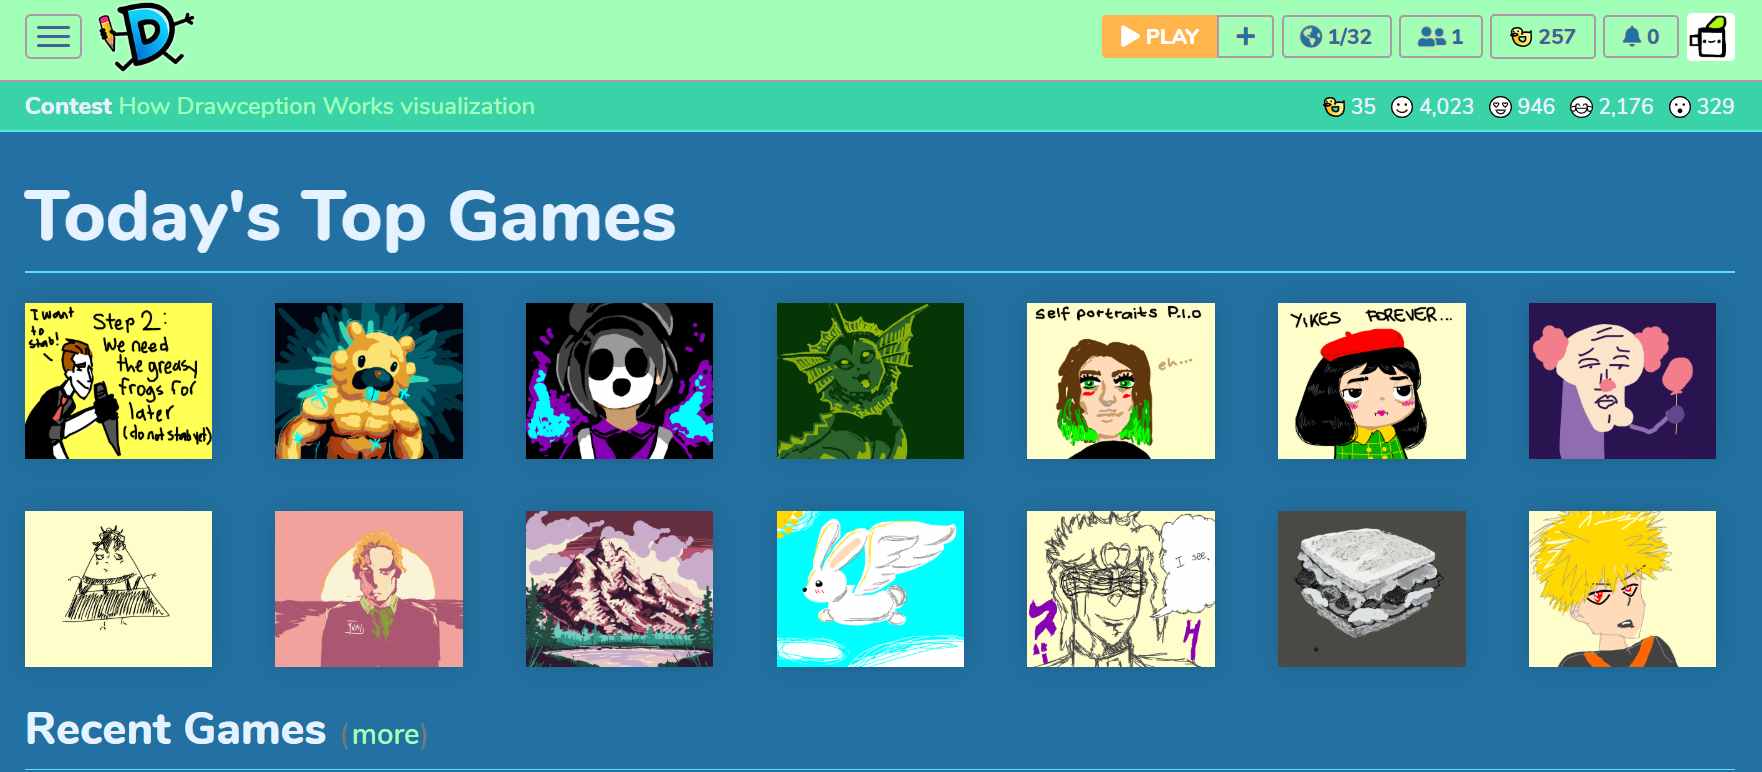 D
PLAY
1/32
1
257
0
Contest How Drawception Works visualization
35
4,023
946
2,176
329
Today's Top Games
I want
to
stab!
Step 2:
We need
the greasy
frogs for
later
(do not stab yet)
self portraits P.I.O
eh...
YIKES FOREVER...
I see.
Recent Games (more)